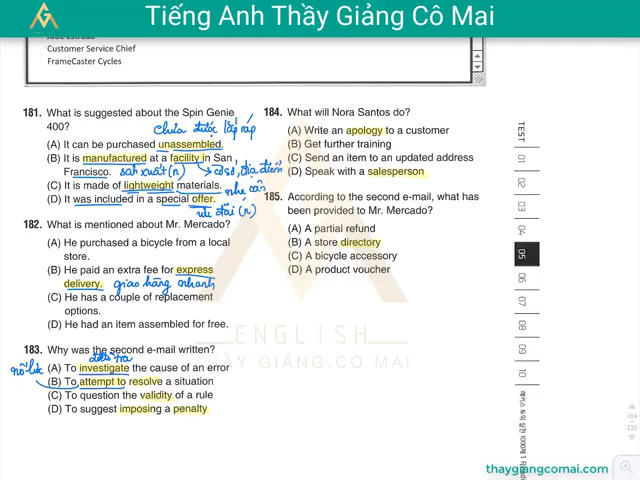 Tiếng Anh Thầy Giảng Cô Mai
Customer Service Chief
FrameCaster Cycles
181. What is suggested about the Spin Genie
400?
chưa được lắp ráp
(A) It can be purchased unassembled.
(B) It is manufactured at a facility in San
Francisco. sản xuất (n) cơ sở, địa điểm
(C) It is made of lightweight materials.
nhẹ cân
(D) It was included in a special offer.
ưu đãi (n)
182. What is mentioned about Mr. Mercado?
(A) He purchased a bicycle from a local
store.
(B) He paid an extra fee for express
delivery. giao hàng nhanh
(C) He has a couple of replacement
options.
(D) He had an item assembled for free.
183. Why was the second e-mail written?
điều tra
(A) To investigate the cause of an error
nỗ lực
(B) To attempt to resolve a situation
(C) To question the validity of a rule
(D) To suggest imposing a penalty
184. What will Nora Santos do?
(A) Write an apology to a customer
(B) Get further training
(C) Send an item to an updated address
(D) Speak with a salesperson
185. According to the second e-mail, what has
been provided to Mr. Mercado?
(A) A partial refund
(B) A store directory
(C) A bicycle accessory
(D) A product voucher
ENGLISH
THẦY GIẢNG.CÔ MAI
TEST
01
02
03
04
05
06
07
08
09
10
184
220
thaygiangcomai.com